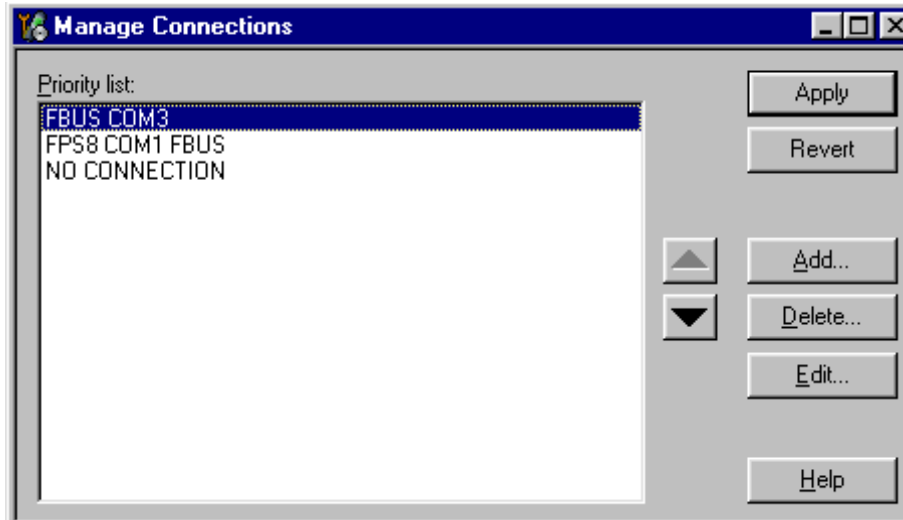 Manage Connections
Priority list:
FBUS COM3
FPS8 COM1 FBUS
NO CONNECTION
Apply
Revert
Add...
Delete...
Edit...
Help